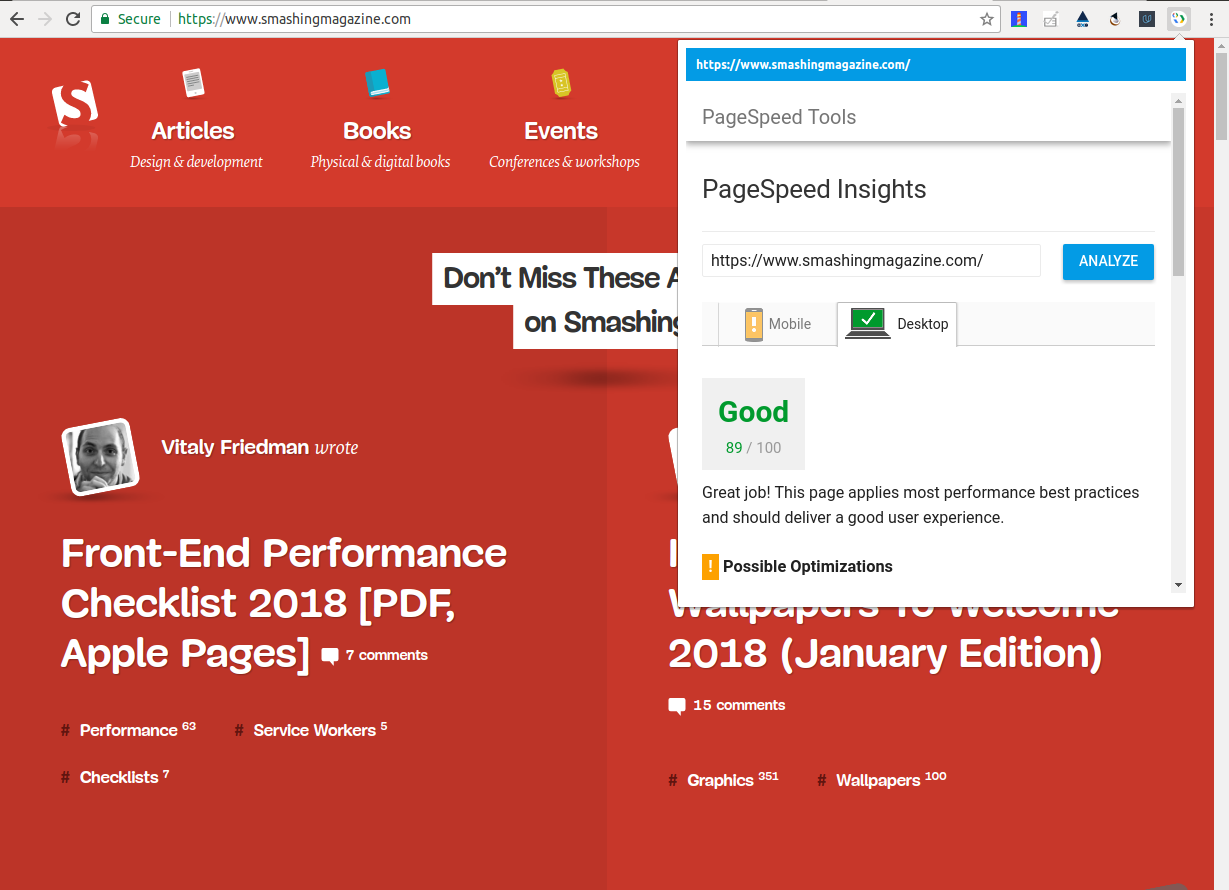 Secure https://www.smashingmagazine.com
Articles
Design & development
Books
Physical & digital books
Events
Conferences & workshops
Don't Miss These A
on Smashing
Vitaly Friedman wrote
Front-End Performance
Checklist 2018 [PDF,
Apple Pages] 7 comments
# Performance 63 # Service Workers 5
# Checklists 7
https://www.smashingmagazine.com/
PageSpeed Tools
PageSpeed Insights
https://www.smashingmagazine.com/ ANALYZE
Mobile Desktop
Good
89 / 100
Great job! This page applies most performance best practices
and should deliver a good user experience.
! Possible Optimizations
Wallpapers To Welcome
2018 (January Edition)
15 comments
# Graphics 351 # Wallpapers 100